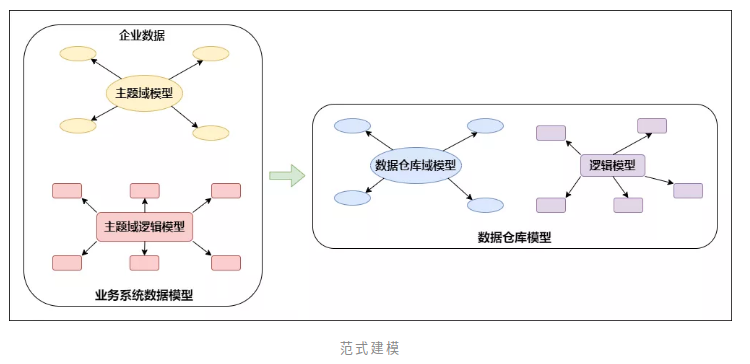 企业数据
主题域模型
主题域逻辑模型
业务系统数据模型
数据仓库域模型
逻辑模型
数据仓库模型
范式建模